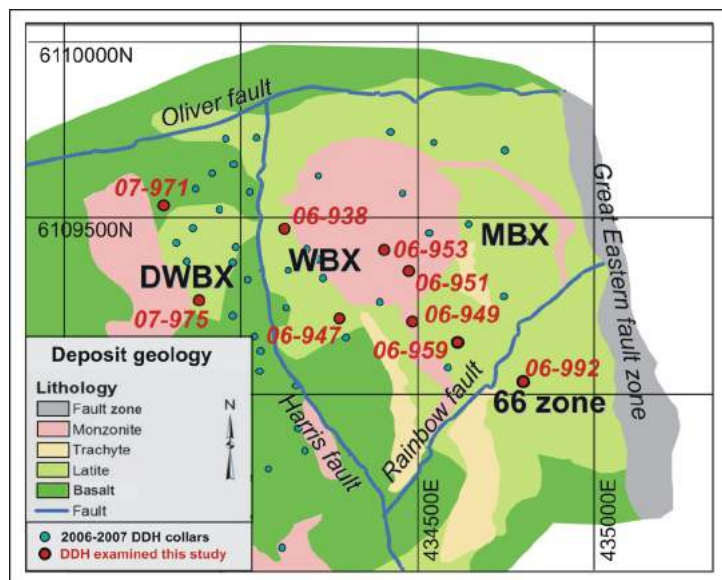 6110000N
Oliver fault
Great Eastern fault zone
07-971
6109500N
06-938
MBX
WBX
06-953
DWBX
06-951
07-975
06-949
06-947
06-959
06-992
66 zone
Harris fault
Rainbow fault
434500E
435000E
Deposit geology
Lithology
Fault zone
Monzonite
Trachyte
Latite
Basalt
Fault
N
2006-2007 DDH collars
DDH examined this study